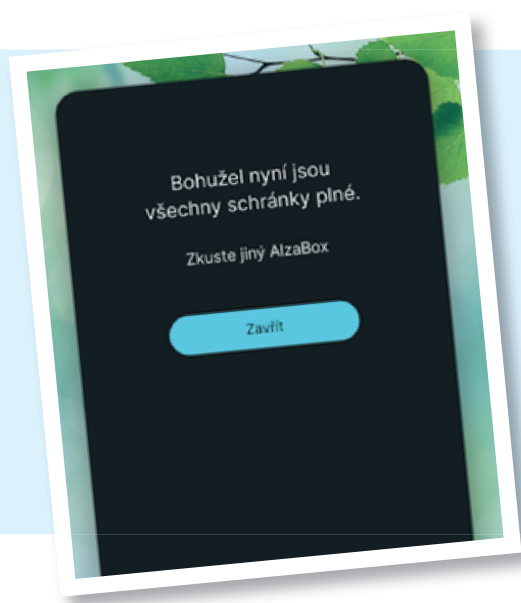 Bohužel nyní jsou
všechny schránky plné.
Zkuste jiný AlzaBox
Zavřít